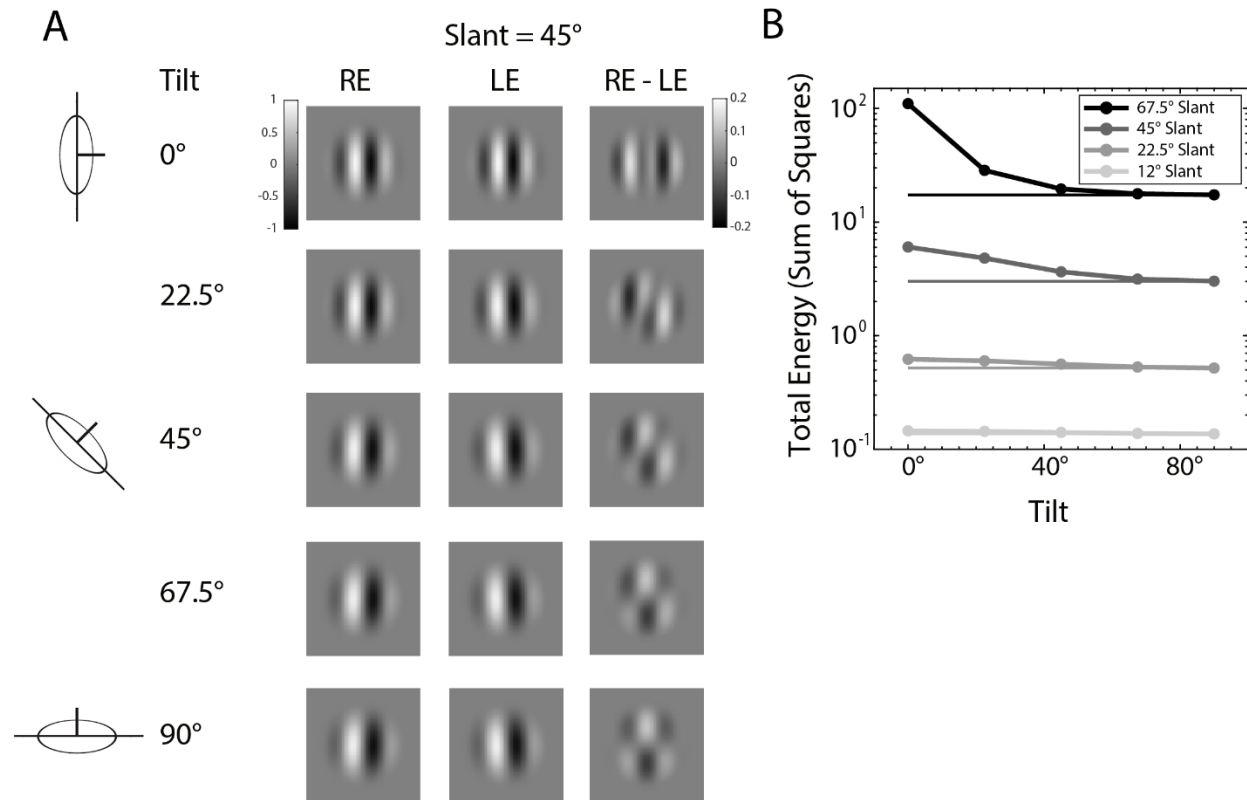 A
B
Slant = 45°
Tilt
RE
LE
RE - LE
1
0.5
0
-0.5
-1
0.2
0.1
0
-0.1
-0.2
0°
22.5°
45°
67.5°
90°
Total Energy (Sum of Squares)
10²
10¹
10⁰
10⁻¹
67.5° Slant
45° Slant
22.5° Slant
12° Slant
0°
40°
80°
Tilt